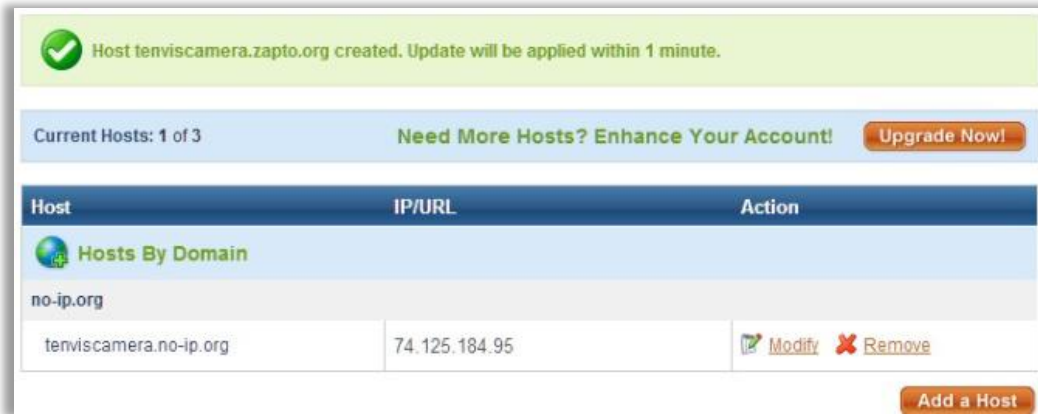 Host tenviscamera.zapto.org created. Update will be applied within 1 minute.
Current Hosts: 1 of 3 Need More Hosts? Enhance Your Account! Upgrade Now!
Host IP/URL Action
Hosts By Domain
no-ip.org
tenviscamera.no-ip.org 74.125.184.95 Modify Remove
Add a Host